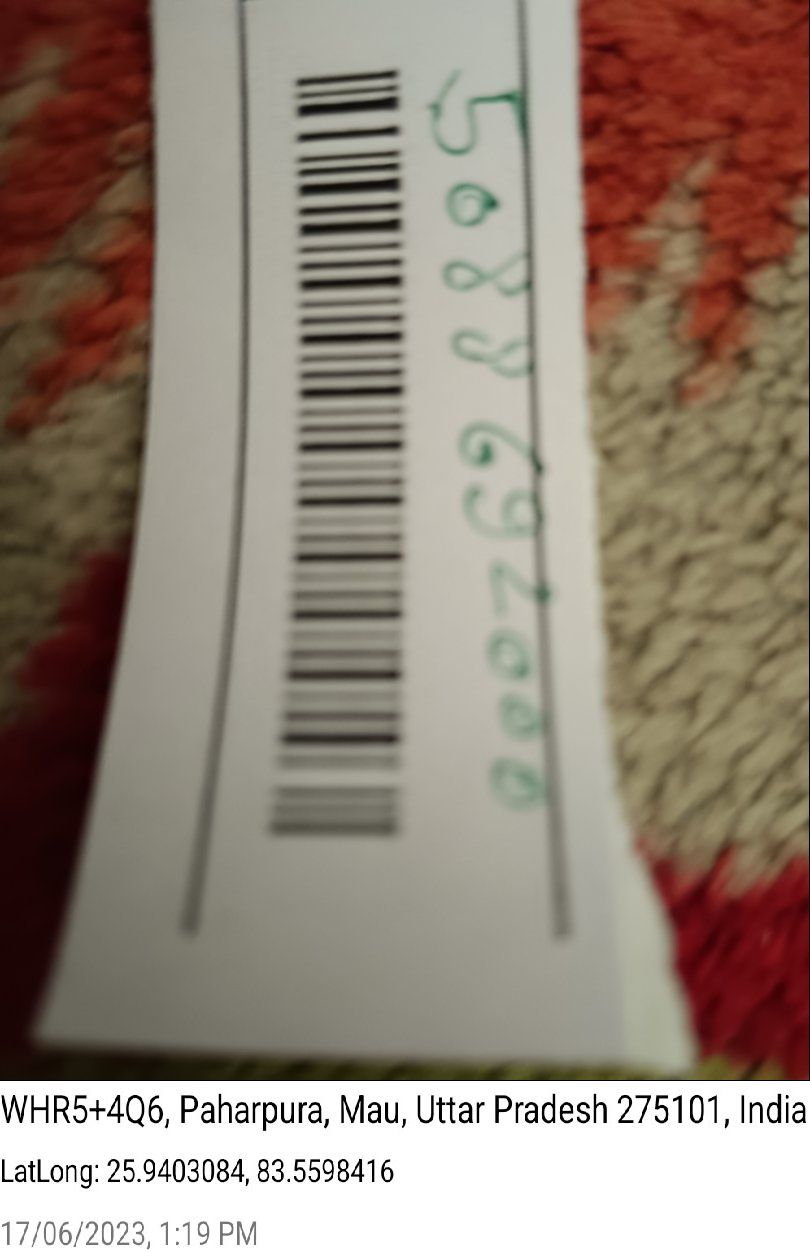 5088692000
WHR5+4Q6, Paharpura, Mau, Uttar Pradesh 275101, India
LatLong: 25.9403084, 83.5598416
17/06/2023, 1:19 PM